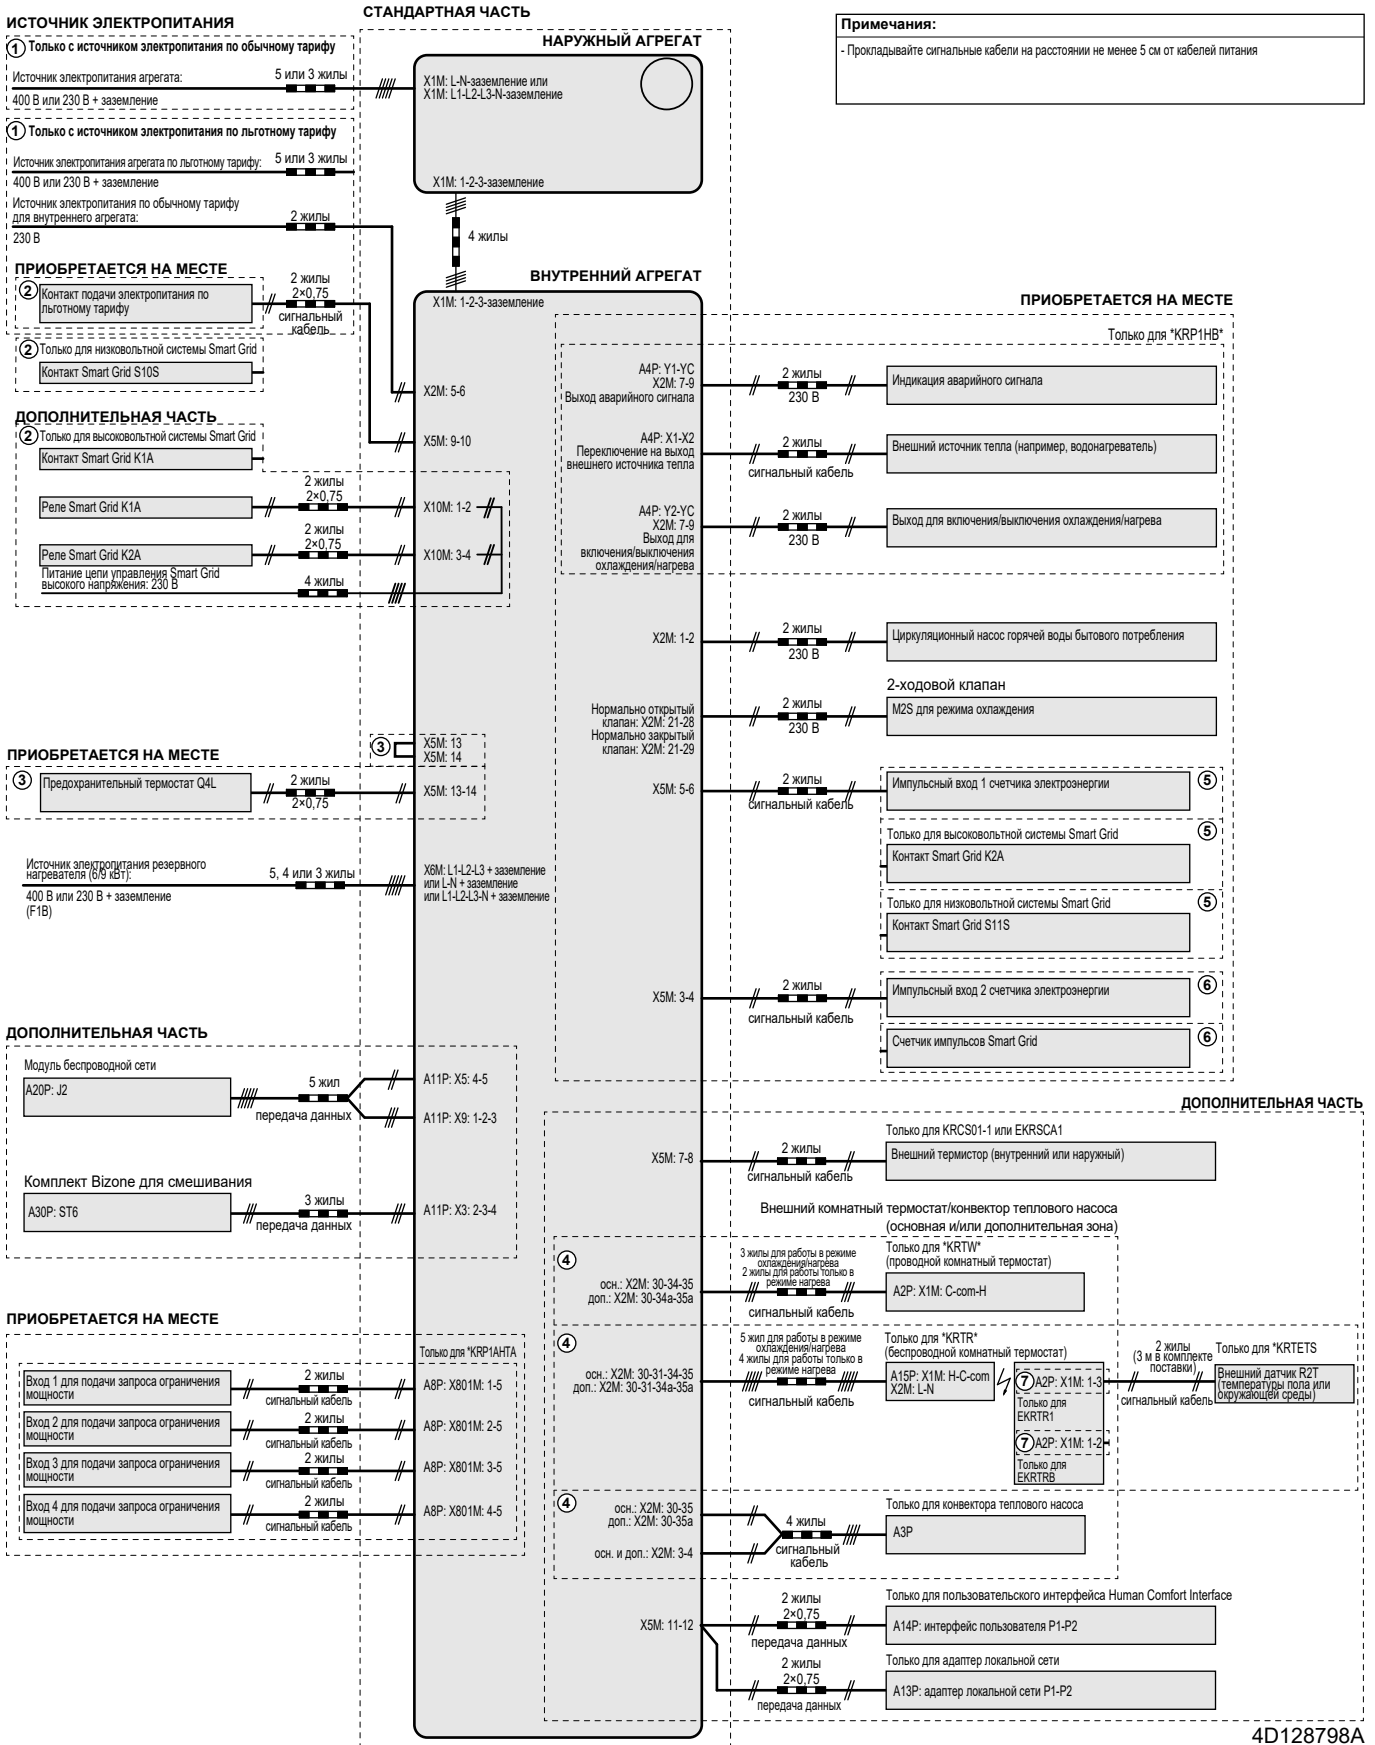 СТАНДАРТНАЯ ЧАСТЬ
ИСТОЧНИК ЭЛЕКТРОПИТАНИЯ
① Только с источником электропитания по обычному тарифу
Источник электропитания агрегата:
5 или 3 жилы
400 В или 230 В + заземление
① Только с источником электропитания по льготному тарифу
Источник электропитания агрегата по льготному тарифу:
5 или 3 жилы
400 В или 230 В + заземление
Источник электропитания по обычному тарифу
для внутреннего агрегата:
2 жилы
230 В
ПРИОБРЕТАЕТСЯ НА МЕСТЕ
② Контакт подачи электропитания по
льготному тарифу
2 жилы
2×0,75
сигнальный
кабель
② Только для низковольтной системы Smart Grid
Контакт Smart Grid S10S
ДОПОЛНИТЕЛЬНАЯ ЧАСТЬ
② Только для высоковольтной системы Smart Grid
Контакт Smart Grid K1A
2 жилы
2×0,75
Реле Smart Grid K1A
2 жилы
2×0,75
Реле Smart Grid K2A
Питание цепи управления Smart Grid
высокого напряжения: 230 В
4 жилы
НАРУЖНЫЙ АГРЕГАТ
X1M: L-N-заземление или
X1M: L1-L2-L3-N-заземление
X1M: 1-2-3-заземление
4 жилы
ВНУТРЕННИЙ АГРЕГАТ
X1M: 1-2-3-заземление
X2M: 5-6
X5M: 9-10
X10M: 1-2
X10M: 3-4
③
X5M: 13
X5M: 14
ПРИОБРЕТАЕТСЯ НА МЕСТЕ
③ Предохранительный термостат Q4L
2 жилы
2×0,75
X5M: 13-14
Источник электропитания резервного
нагревателя (6/9 кВт):
5, 4 или 3 жилы
400 В или 230 В + заземление
(F1B)
X6M: L1-L2-L3 + заземление
или L-N + заземление
или L1-L2-L3-N + заземление
ДОПОЛНИТЕЛЬНАЯ ЧАСТЬ
Модуль беспроводной сети
A20P: J2
5 жил
передача данных
A11P: X5: 4-5
A11P: X9: 1-2-3
Комплект Bizone для смешивания
A30P: ST6
3 жилы
передача данных
A11P: X3: 2-3-4
ПРИОБРЕТАЕТСЯ НА МЕСТЕ
Только для *KRP1AHTA
Вход 1 для подачи запроса ограничения
мощности
2 жилы
сигнальный кабель
A8P: X801M: 1-5
Вход 2 для подачи запроса ограничения
мощности
2 жилы
сигнальный кабель
A8P: X801M: 2-5
Вход 3 для подачи запроса ограничения
мощности
2 жилы
сигнальный кабель
A8P: X801M: 3-5
Вход 4 для подачи запроса ограничения
мощности
2 жилы
сигнальный кабель
A8P: X801M: 4-5
Примечания:
- Прокладывайте сигнальные кабели на расстоянии не менее 5 см от кабелей питания
ПРИОБРЕТАЕТСЯ НА МЕСТЕ
Только для *KRP1HB*
A4P: Y1-YC
X2M: 7-9
Выход аварийного сигнала
2 жилы
230 В
Индикация аварийного сигнала
A4P: X1-X2
Переключение на выход
внешнего источника тепла
2 жилы
сигнальный кабель
Внешний источник тепла (например, водонагреватель)
A4P: Y2-YC
X2M: 7-9
Выход для
включения/выключения
охлаждения/нагрева
2 жилы
230 В
Выход для включения/выключения охлаждения/нагрева
X2M: 1-2
2 жилы
230 В
Циркуляционный насос горячей воды бытового потребления
2-ходовой клапан
Нормально открытый
клапан: X2M: 21-28
Нормально закрытый
клапан: X2M: 21-29
2 жилы
230 В
M2S для режима охлаждения
X5M: 5-6
2 жилы
сигнальный кабель
Импульсный вход 1 счетчика электроэнергии ⑤
Только для высоковольтной системы Smart Grid ⑤
Контакт Smart Grid K2A
Только для низковольтной системы Smart Grid ⑤
Контакт Smart Grid S11S
X5M: 3-4
2 жилы
сигнальный кабель
Импульсный вход 2 счетчика электроэнергии ⑥
Счетчик импульсов Smart Grid ⑥
ДОПОЛНИТЕЛЬНАЯ ЧАСТЬ
Только для KRCS01-1 или EKRSCA1
X5M: 7-8
2 жилы
сигнальный кабель
Внешний термистор (внутренний или наружный)
Внешний комнатный термостат/конвектор теплового насоса
(основная и/или дополнительная зона)
④
осн.: X2M: 30-34-35
доп.: X2M: 30-34a-35a
3 жилы для работы в режиме
охлаждения/нагрева
2 жилы для работы только в
режиме нагрева
сигнальный кабель
Только для *KRTW*
(проводной комнатный термостат)
A2P: X1M: C-com-H
④
осн.: X2M: 30-31-34-35
доп.: X2M: 30-31-34a-35a
5 жил для работы в режиме
охлаждения/нагрева
4 жилы для работы только в
режиме нагрева
сигнальный кабель
Только для *KRTR*
(беспроводной комнатный термостат)
A15P: X1M: H-C-com
X2M: L-N
⑦ A2P: X1M: 1-3
Только для
EKRTR1
⑦ A2P: X1M: 1-2
Только для
EKRTRB
2 жилы
(3 м в комплекте
поставки)
сигнальный кабель
Только для *KRTETS
Внешний датчик R2T
(температуры пола или
окружающей среды)
④
осн.: X2M: 30-35
доп.: X2M: 30-35a
осн. и доп.: X2M: 3-4
4 жилы
сигнальный
кабель
Только для конвектора теплового насоса
A3P
X5M: 11-12
2 жилы
2×0,75
передача данных
Только для пользовательского интерфейса Human Comfort Interface
A14P: интерфейс пользователя P1-P2
2 жилы
2×0,75
передача данных
Только для адаптер локальной сети
A13P: адаптер локальной сети P1-P2
4D128798A